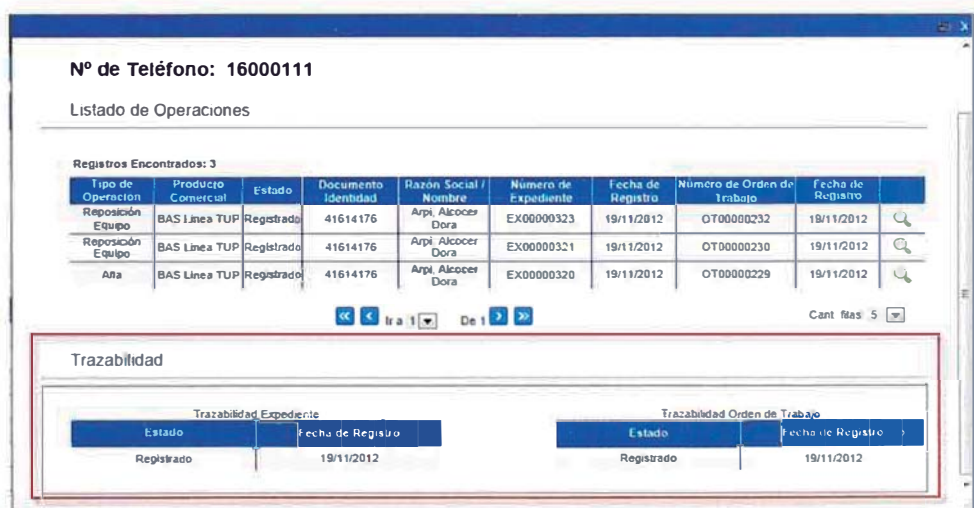 Nº de Teléfono: 16000111
Listado de Operaciones
Registros Encontrados: 3
Tipo de Operación Producto Comercial Estado Documento Identidad Razón Social / Nombre Número de Expediente Fecha de Registro Número de Orden de Trabajo Fecha de Registro
Reposición Equipo BAS Linea TUP Registrado 41614176 Arpi, Alcocer Dora EX00000323 19/11/2012 OT00000232 19/11/2012
Reposición Equipo BAS Linea TUP Registrado 41614176 Arpi, Alcocer Dora EX00000321 19/11/2012 OT00000230 19/11/2012
Alta BAS Linea TUP Registrado 41614176 Arpi, Alcocer Dora EX00000320 19/11/2012 OT00000229 19/11/2012
Ir a 1 De 1 Cant filas 5
Trazabilidad
Trazabilidad Expediente Trazabilidad Orden de Trabajo
Estado Fecha de Registro Estado Fecha de Registro
Registrado 19/11/2012 Registrado 19/11/2012